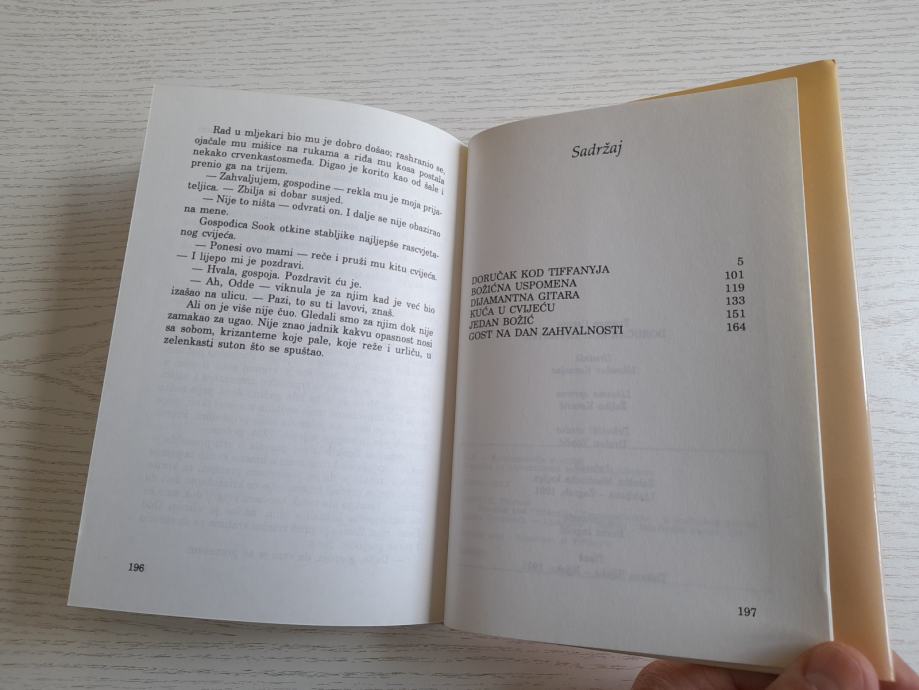 Rad u mljekari bio mu je dobro došao; rashranio se,
ojačale mu mišice na rukama a riđa mu kosa postala
nekako crvenkastosmeđa. Digao je korito kao od šale i
prenio ga na trijem.
— Zahvaljujem, gospodine — rekla mu je moja prija-
teljica. — Zbilja si dobar susjed.
— Nije to ništa — odvrati on. I dalje se nije obazirao
na mene.
Gospođica Sook otkine stabljike najljepše rascvjeta-
nog cvijeća.
— Ponesi ovo mami — reče i pruži mu kitu cvijeća.
— I lijepo mi je pozdravi.
— Hvala, gospoja. Pozdravit ću je.
— Ah, Odde — viknula je za njim kad je već bio
izašao na ulicu. — Pazi, to su ti lavovi, znaš.
Ali on je više nije čuo. Gledali smo za njim dok nije
zamakao za ugao. Nije znao jadnik kakvu opasnost nosi
sa sobom, krizanteme koje pale, koje reže i urliču, u
zelenkasti suton što se spuštao.
196
Sadržaj
DORUČAK KOD TIFFANYJA 5
BOŽIĆNA USPOMENA 101
DIJAMANTNA GITARA 119
KUĆA U CVIJEĆU 133
JEDAN BOŽIĆ 151
GOST NA DAN ZAHVALNOSTI 164
197